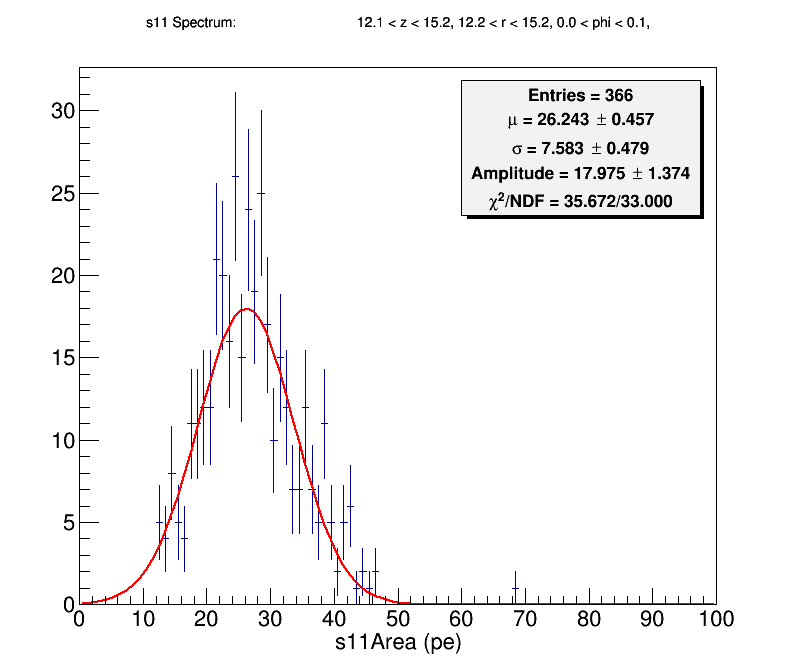 s11 Spectrum: 12.1 < z < 15.2, 12.2 < r < 15.2, 0.0 < phi < 0.1,
Entries = 366
μ = 26.243 ± 0.457
σ = 7.583 ± 0.479
Amplitude = 17.975 ± 1.374
χ²/NDF = 35.672/33.000
30
25
20
15
10
5
0
0 10 20 30 40 50 60 70 80 90 100
s11Area (pe)